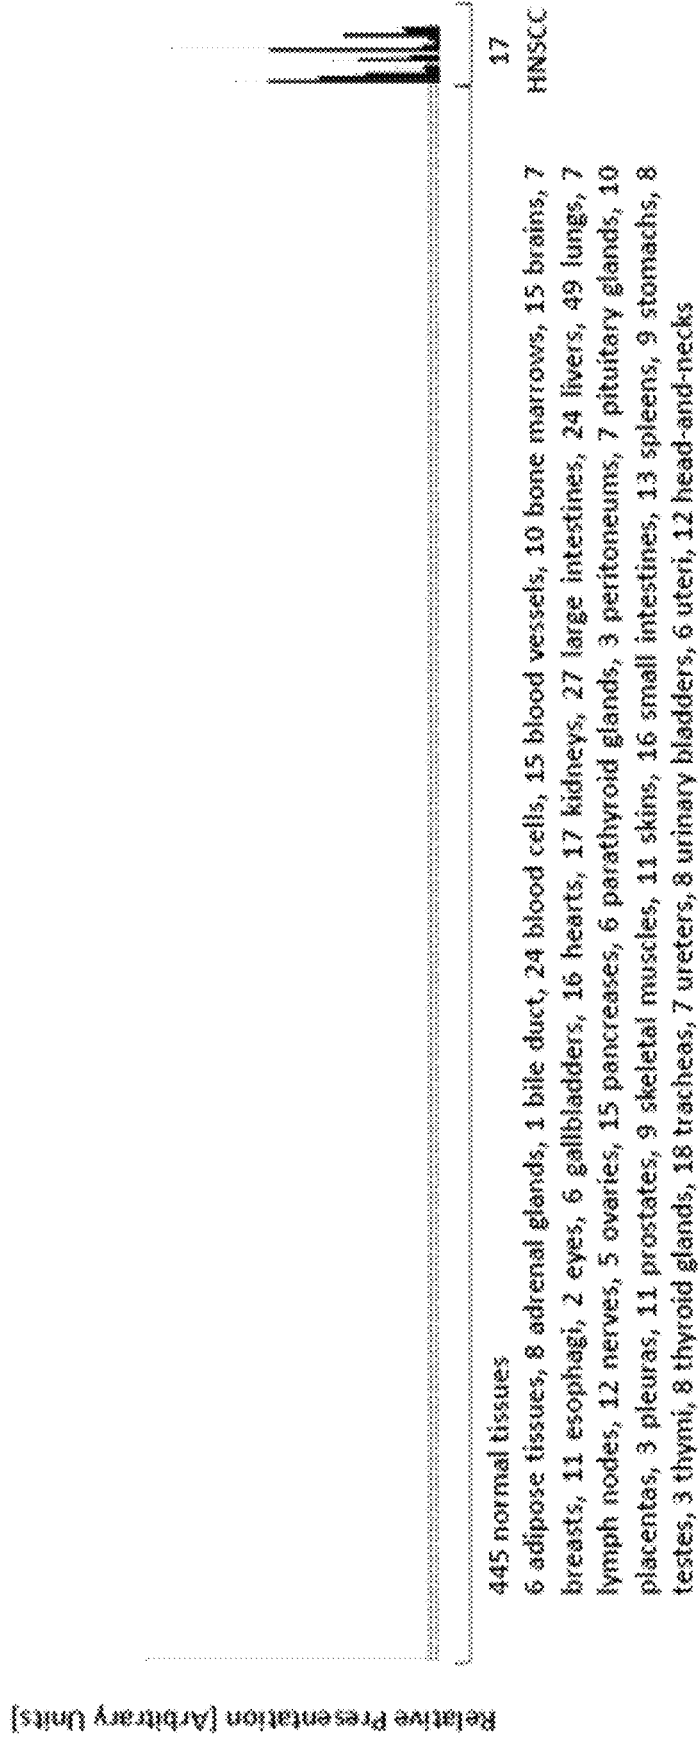 Relative Presentation [Arbitrary Units]
445 normal tissues
6 adipose tissues, 8 adrenal glands, 1 bile duct, 24 blood cells, 15 blood vessels, 10 bone marrows, 15 brains, 7
breasts, 11 esophagi, 2 eyes, 6 gallbladders, 16 hearts, 17 kidneys, 27 large intestines, 24 livers, 49 lungs, 7
lymph nodes, 12 nerves, 5 ovaries, 15 pancreases, 6 parathyroid glands, 3 peritoneums, 7 pituitary glands, 10
placentas, 3 pleuras, 11 prostates, 9 skeletal muscles, 11 skins, 16 small intestines, 13 spleens, 9 stomachs, 8
testes, 3 thymi, 8 thyroid glands, 18 tracheas, 7 ureters, 8 urinary bladders, 6 uteri, 12 head-and-necks
17
HNSCC